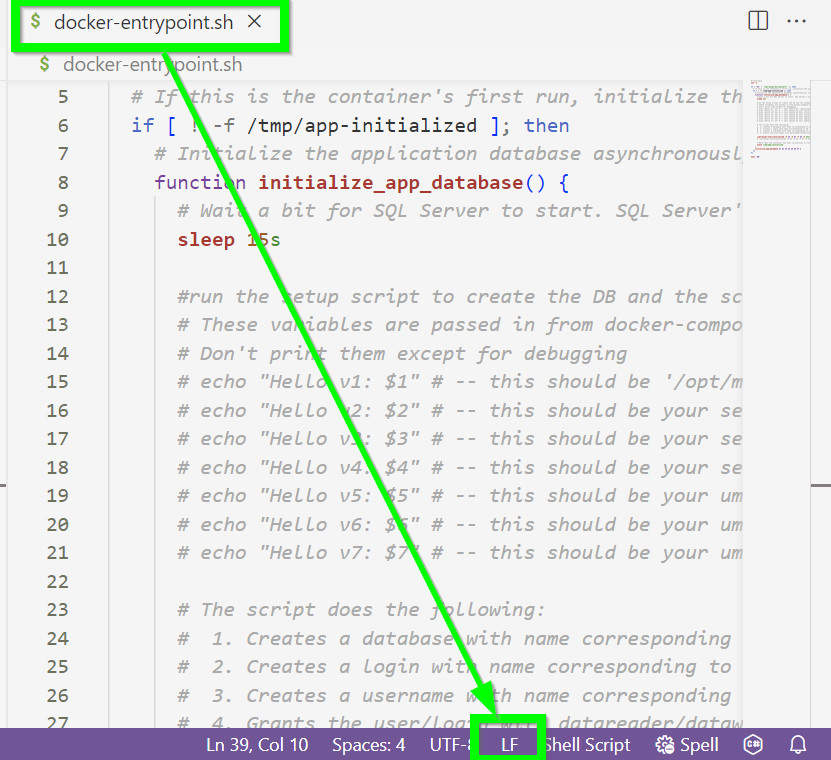 $ docker-entrypoint.sh ×
$ docker-entrypoint.sh
5 # If this is the container's first run, initialize th
6 if [ ! -f /tmp/app-initialized ]; then
7 # Initialize the application database asynchronousl
8 function initialize_app_database() {
9 # Wait a bit for SQL Server to start. SQL Server'
10 sleep 15s
11
12 #run the setup script to create the DB and the sc
13 # These variables are passed in from docker-compo
14 # Don't print them except for debugging
15 # echo "Hello v1: $1" # -- this should be '/opt/m
16 # echo "Hello v2: $2" # -- this should be your se
17 # echo "Hello v3: $3" # -- this should be your se
18 # echo "Hello v4: $4" # -- this should be your se
19 # echo "Hello v5: $5" # -- this should be your um
20 # echo "Hello v6: $6" # -- this should be your um
21 # echo "Hello v7: $7" # -- this should be your um
22
23 # The script does the following:
24 # 1. Creates a database with name corresponding
25 # 2. Creates a login with name corresponding to
26 # 3. Creates a username with name corresponding
27 # 4. Grants the user/login with datareader/dataw
Ln 39, Col 10 Spaces: 4 UTF-8 LF Shell Script Spell C#